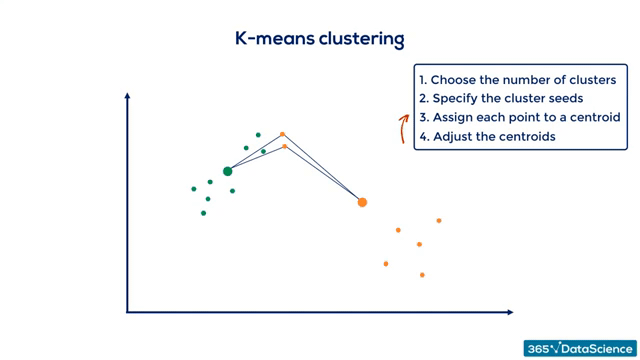 K-means clustering
1. Choose the number of clusters
2. Specify the cluster seeds
3. Assign each point to a centroid
4. Adjust the centroids
365 DataScience